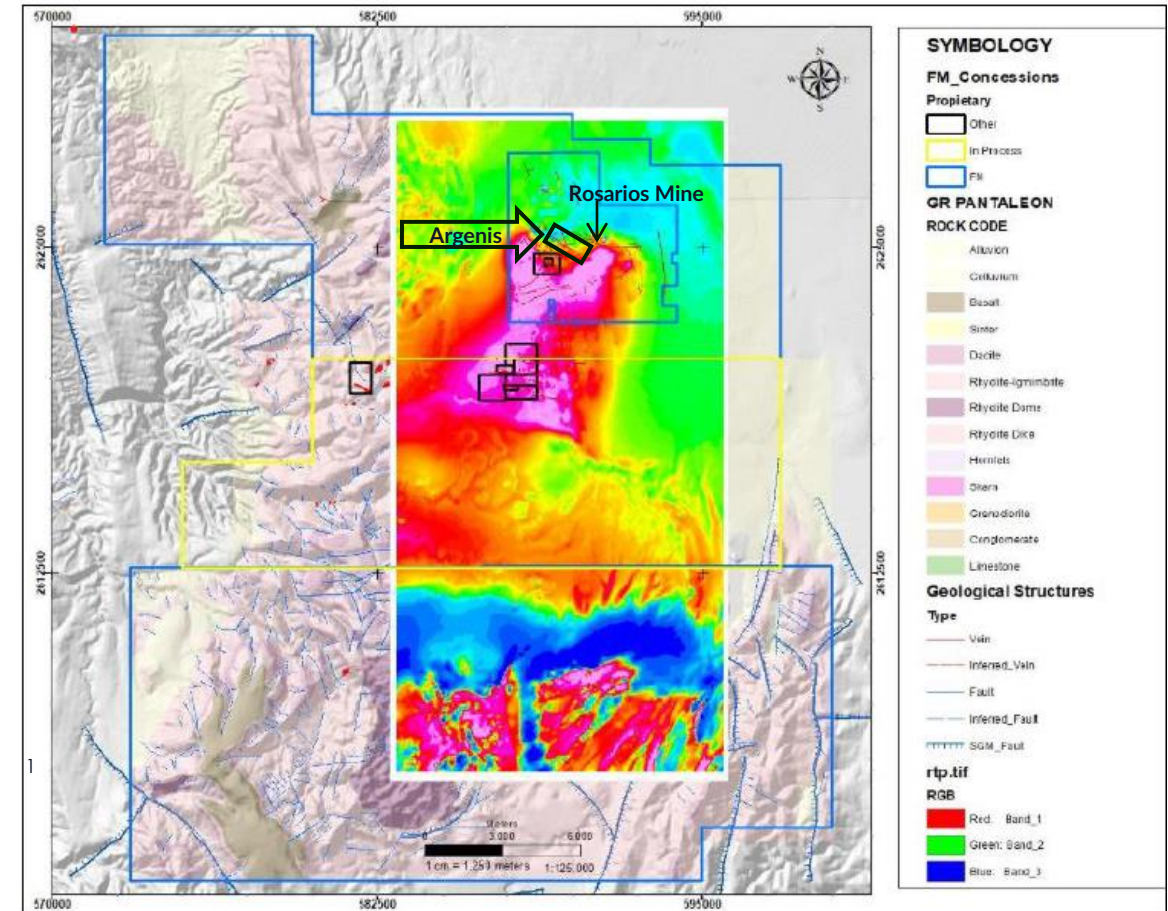 570000 582500 595000
N
W E
S
Rosarios Mine
Argenis
2625000 2625000
2612500 2612500
Meters
0 3,000 6,000
1 cm = 1,250 meters 1:125,000
570000 582500 595000
SYMBOLOGY
FM_Concessions
Propietary
Other
In Process
FM
GR PANTALEON
ROCK CODE
Alluvion
Colluvium
Basalt
Sinter
Dacite
Rhyolite-Ignimbrite
Rhyolite Dome
Rhyolite Dike
Hornfels
Skarn
Granodiorite
Conglomerate
Limestone
Geological Structures
Type
Vein
Inferred_Vein
Fault
Inferred_Fault
SGM_Fault
rtp.tif
RGB
Red: Band_1
Green: Band_2
Blue: Band_3